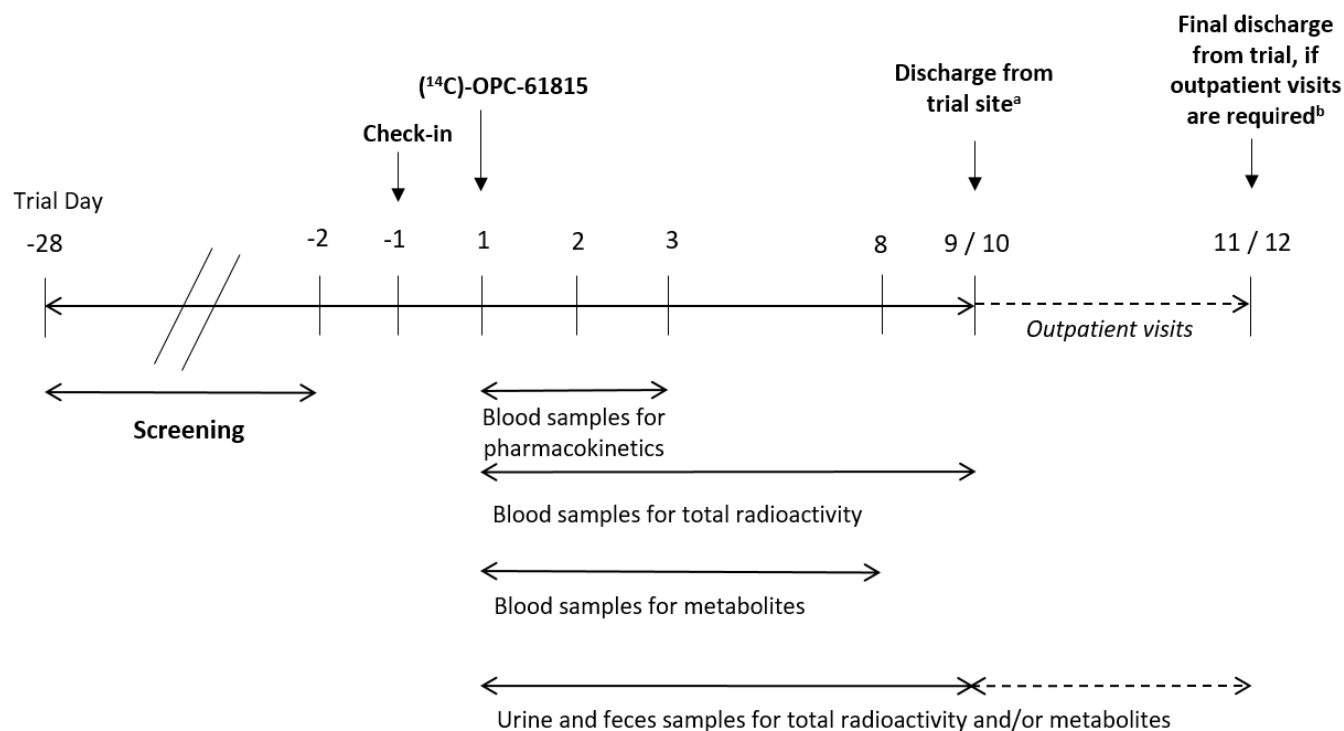 Final discharge
from trial, if
outpatient visits
are requiredᵇ
Discharge from
trial siteᵃ
(¹⁴C)-OPC-61815
Check-in
Trial Day
-28
-2
-1
1
2
3
8
9 / 10
11 / 12
Outpatient visits
Screening
Blood samples for
pharmacokinetics
Blood samples for total radioactivity
Blood samples for metabolites
Urine and feces samples for total radioactivity and/or metabolites